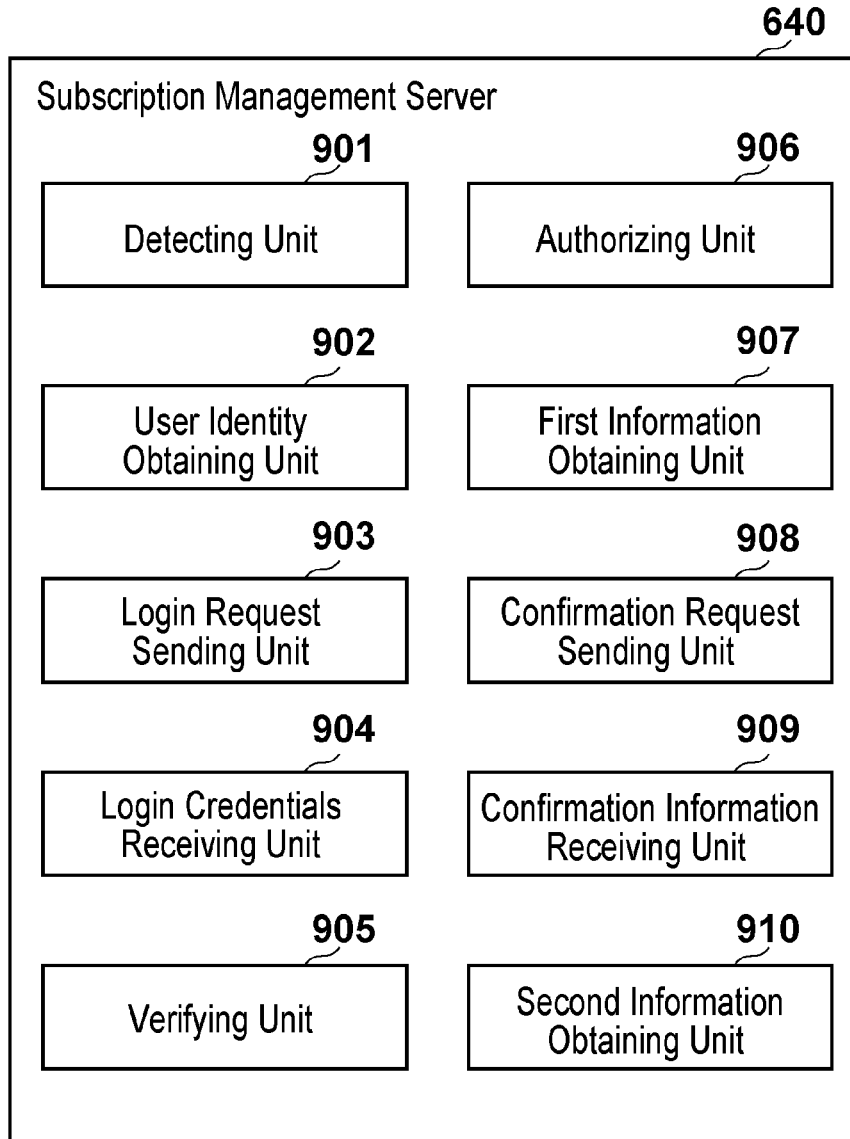 640
Subscription Management Server
901
Detecting Unit
906
Authorizing Unit
902
User Identity
Obtaining Unit
907
First Information
Obtaining Unit
903
Login Request
Sending Unit
908
Confirmation Request
Sending Unit
904
Login Credentials
Receiving Unit
909
Confirmation Information
Receiving Unit
905
Verifying Unit
910
Second Information
Obtaining Unit